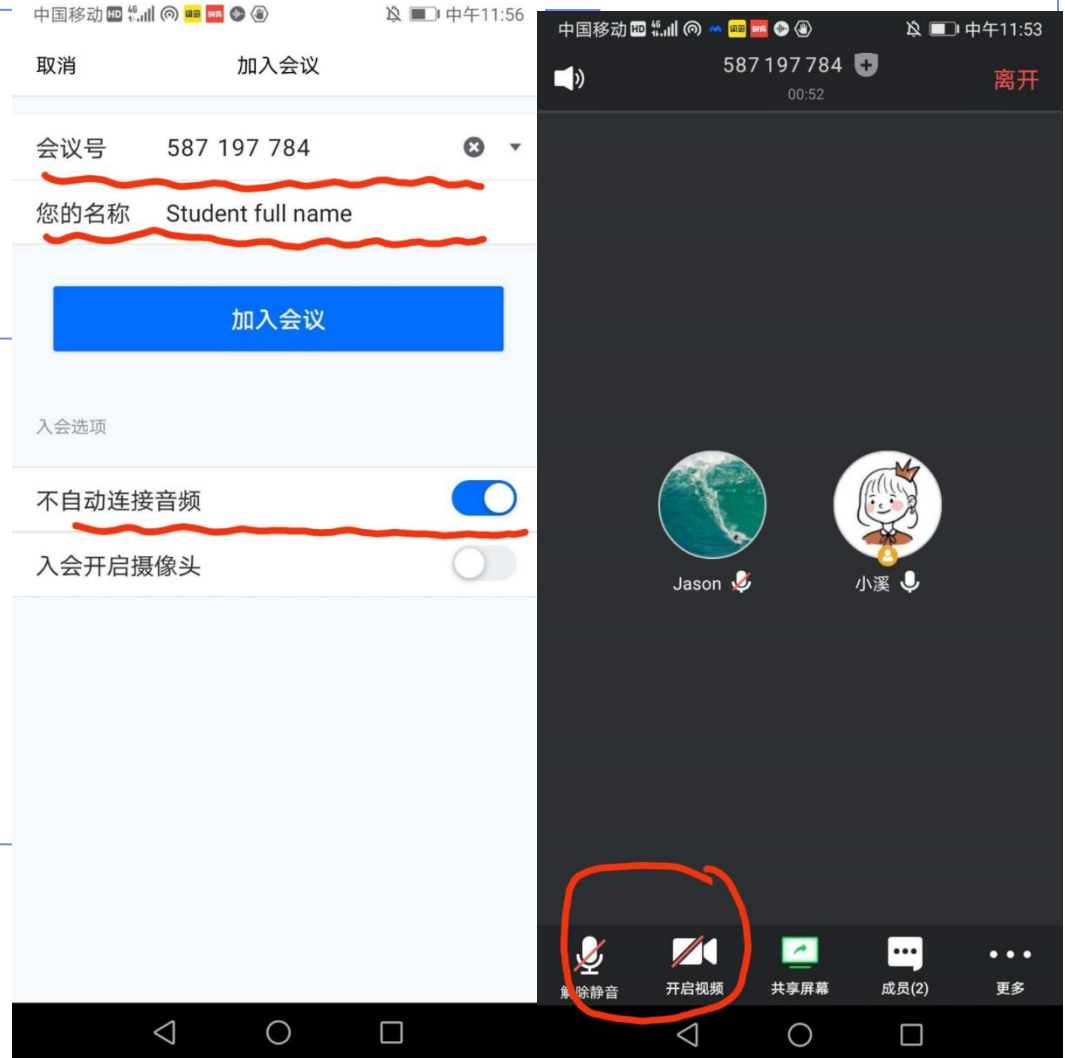 中国移动 HD 4G 中午11:56
取消 加入会议
会议号 587 197 784
您的名称 Student full name
加入会议
入会选项
不自动连接音频
入会开启摄像头
中国移动 HD 4G 中午11:53
587 197 784
离开
00:52
Jason 小溪
解除静音 开启视频 共享屏幕 成员(2) 更多